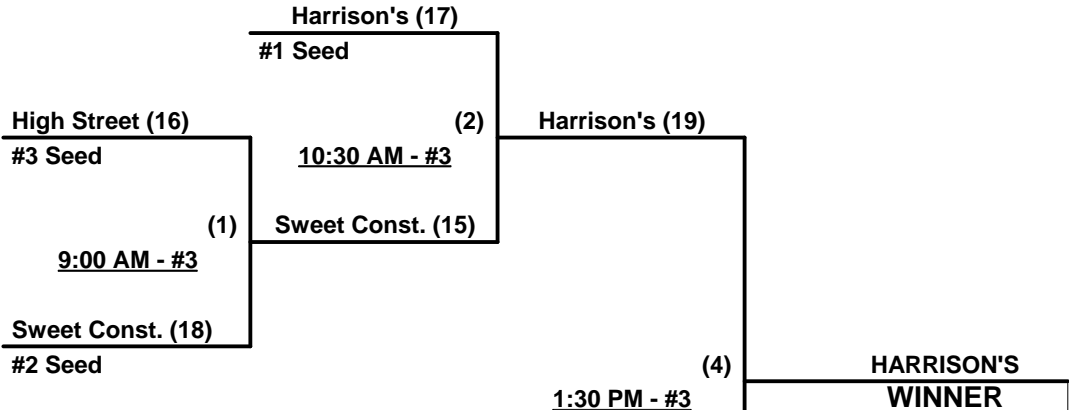 Harrison's (17)
#1 Seed
High Street (16)
(2)
Harrison's (19)
#3 Seed
10:30 AM - #3
(1)
Sweet Const. (15)
9:00 AM - #3
Sweet Const. (18)
#2 Seed
(4)
HARRISON'S
1:30 PM - #3
WINNER